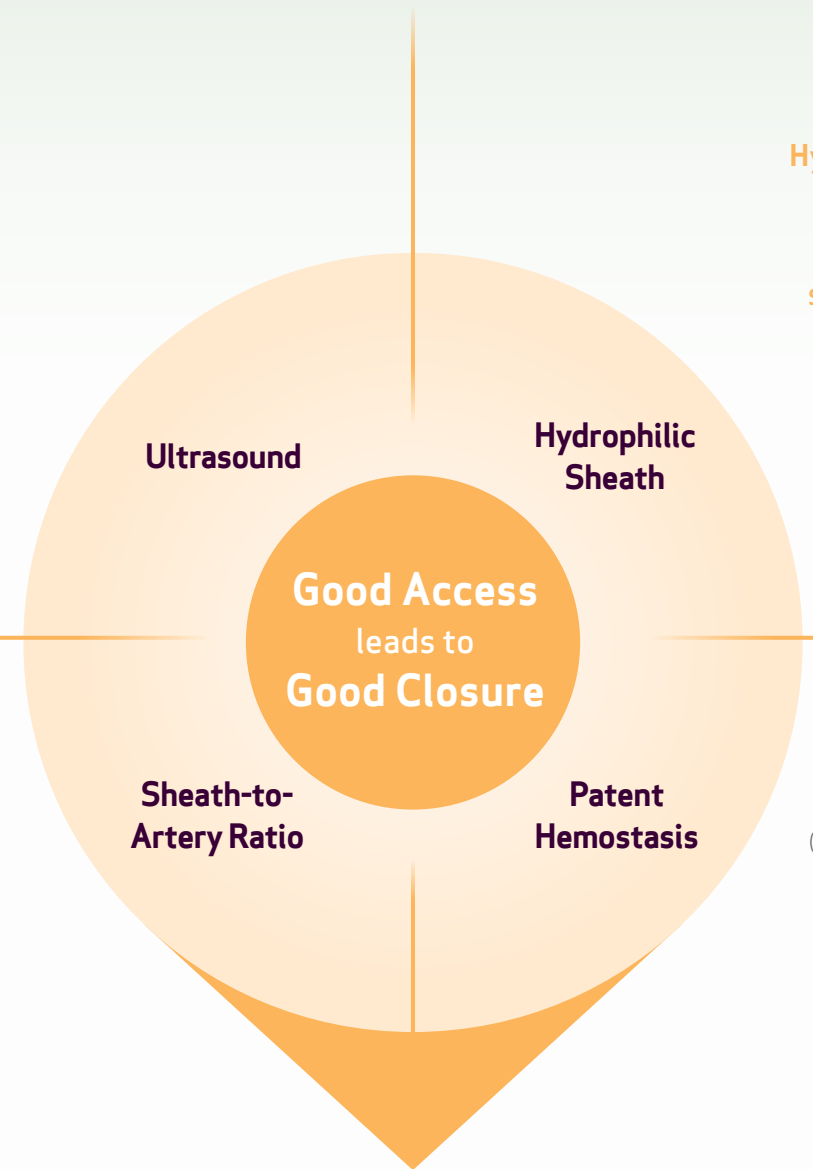 Ultrasound
Hydrophilic
Sheath
Good Access
leads to
Good Closure
Sheath-to-
Artery Ratio
Patent
Hemostasis